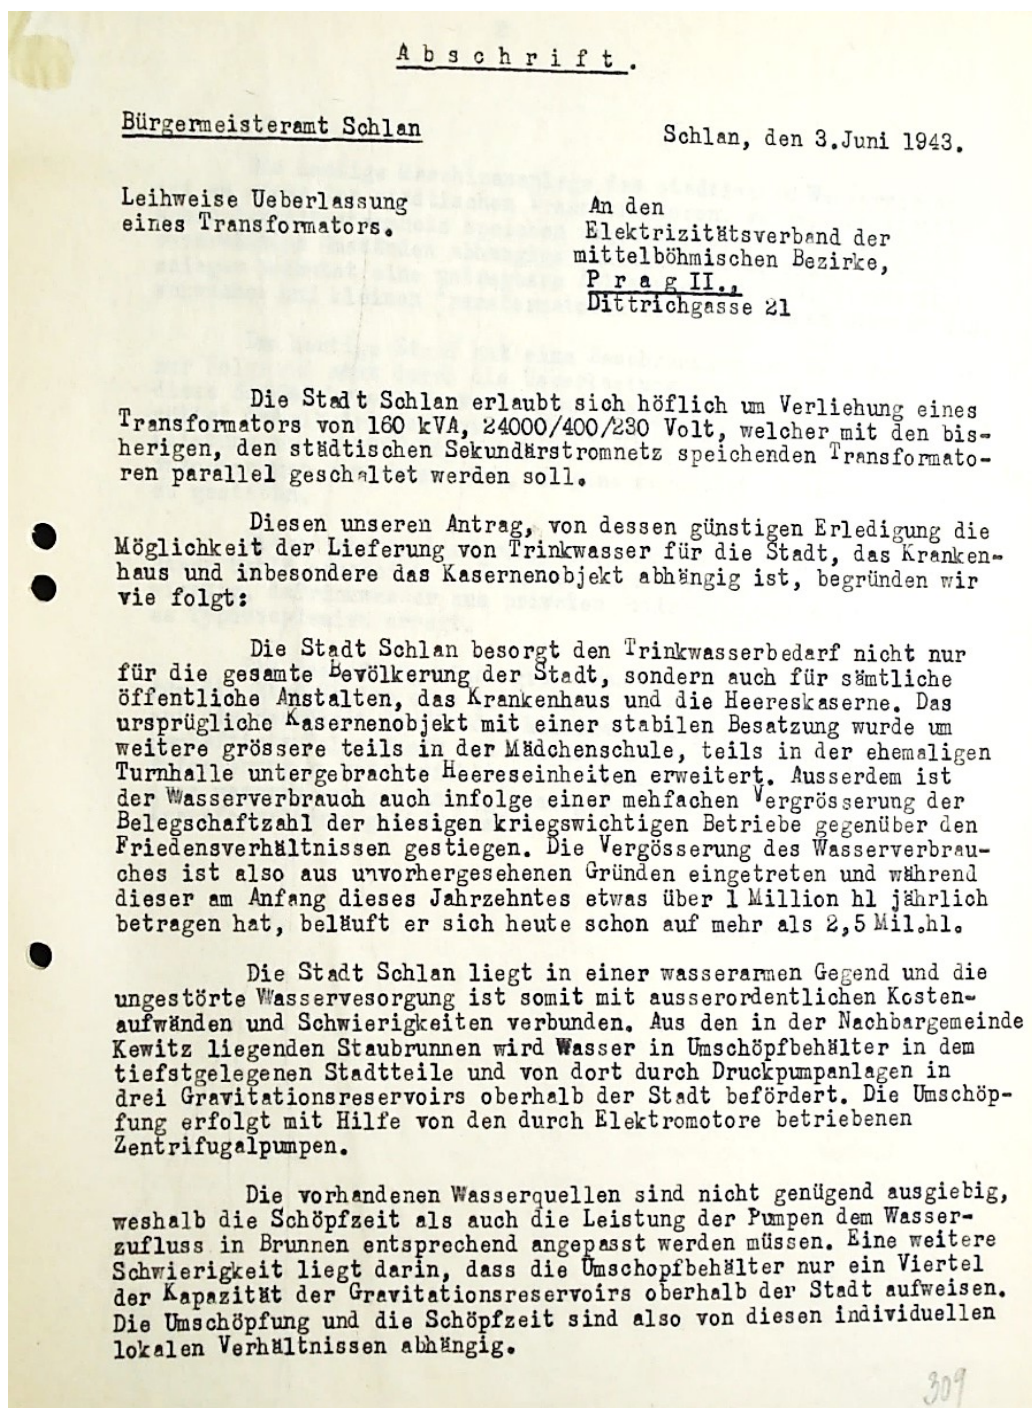 Abschrift.
Bürgermeisteramt Schlan
Schlan, den 3.Juni 1943.
Leihweise Ueberlassung
eines Transformators.
An den
Elektrizitätsverband der
mittelböhmischen Bezirke,
Prag II.,
Dittrichgasse 21
Die Stadt Schlan erlaubt sich höflich um Verliehung eines
Transformators von 160 kVA, 24000/400/230 Volt, welcher mit den bis-
herigen, den städtischen Sekundärstromnetz speichenden Transformato-
ren parallel geschaltet werden soll.
Diesen unseren Antrag, von dessen günstigen Erledigung die
Möglichkeit der Lieferung von Trinkwasser für die Stadt, das Kranken-
haus und inbesondere das Kasernenobjekt abhängig ist, begründen wir
vie folgt:
Die Stadt Schlan besorgt den Trinkwasserbedarf nicht nur
für die gesamte Bevölkerung der Stadt, sondern auch für sämtliche
öffentliche Anstalten, das Krankenhaus und die Heereskaserne. Das
ursprügliche Kasernenobjekt mit einer stabilen Besatzung wurde um
weitere grössere teils in der Mädchenschule, teils in der ehemaligen
Turnhalle untergebrachte Heereseinheiten erweitert. Ausserdem ist
der Wasserverbrauch auch infolge einer mehfachen Vergrösserung der
Belegschaftzahl der hiesigen kriegswichtigen Betriebe gegenüber den
Friedensverhältnissen gestiegen. Die Vergösserung des Wasserverbrau-
ches ist also aus unvorhergesehenen Gründen eingetreten und während
dieser am Anfang dieses Jahrzehntes etwas über 1 Million hl jährlich
betragen hat, beläuft er sich heute schon auf mehr als 2,5 Mil.hl.
Die Stadt Schlan liegt in einer wasserarmen Gegend und die
ungestörte Wasservesorgung ist somit mit ausserordentlichen Kosten-
aufwänden und Schwierigkeiten verbunden. Aus den in der Nachbargemeinde
Kewitz liegenden Staubrunnen wird Wasser in Umschöpfbehälter in dem
tiefstgelegenen Stadtteile und von dort durch Druckpumpanlagen in
drei Gravitationsreservoirs oberhalb der Stadt befördert. Die Umschöp-
fung erfolgt mit Hilfe von den durch Elektromotore betriebenen
Zentrifugalpumpen.
Die vorhandenen Wasserquellen sind nicht genügend ausgiebig,
weshalb die Schöpfzeit als auch die Leistung der Pumpen dem Wasser-
zufluss in Brunnen entsprechend angepasst werden müssen. Eine weitere
Schwierigkeit liegt darin, dass die Umschopfbehälter nur ein Viertel
der Kapazität der Gravitationsreservoirs oberhalb der Stadt aufweisen.
Die Umschöpfung und die Schöpfzeit sind also von diesen individuellen
lokalen Verhältnissen abhängig.
309